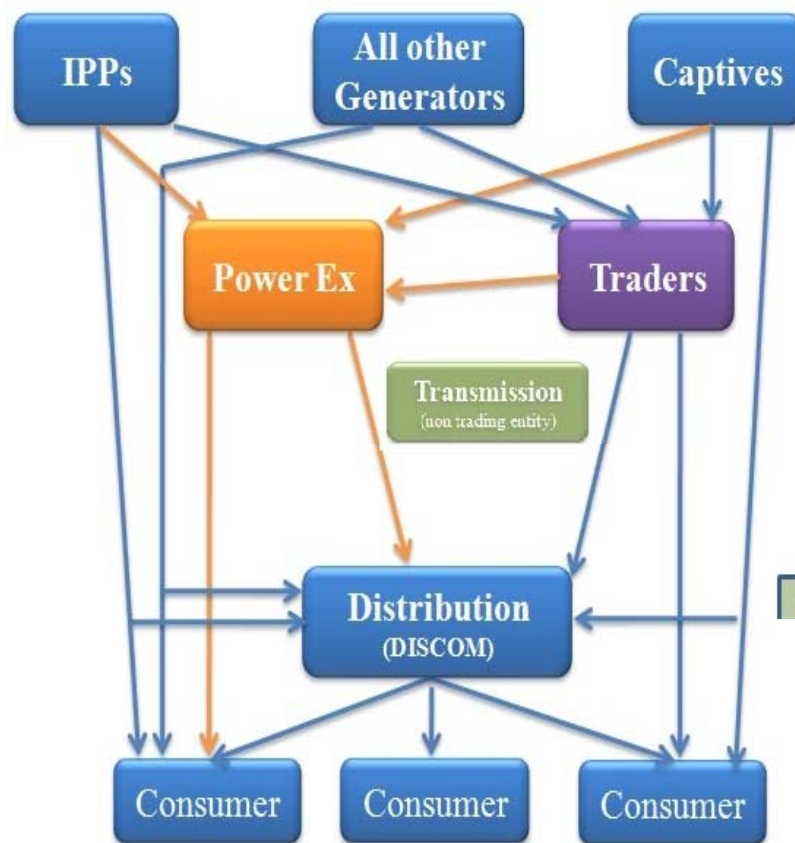 IPPs
All other
Generators
Captives
Power Ex
Traders
Transmission
(non trading entity)
Distribution
(DISCOM)
Consumer
Consumer
Consumer